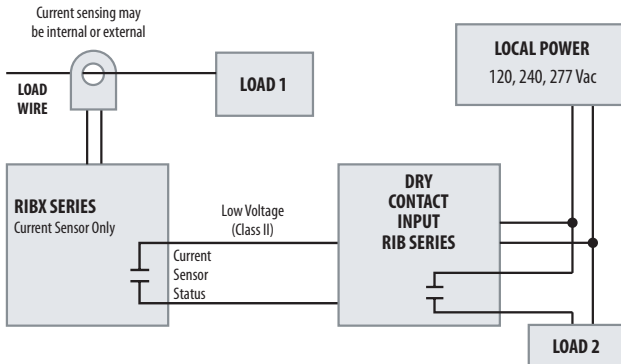 Current sensing may
be internal or external
LOAD
WIRE
LOAD 1
LOCAL POWER
120, 240, 277 Vac
RIBX SERIES
Current Sensor Only
Low Voltage
(Class II)
Current
Sensor
Status
DRY
CONTACT
INPUT
RIB SERIES
LOAD 2